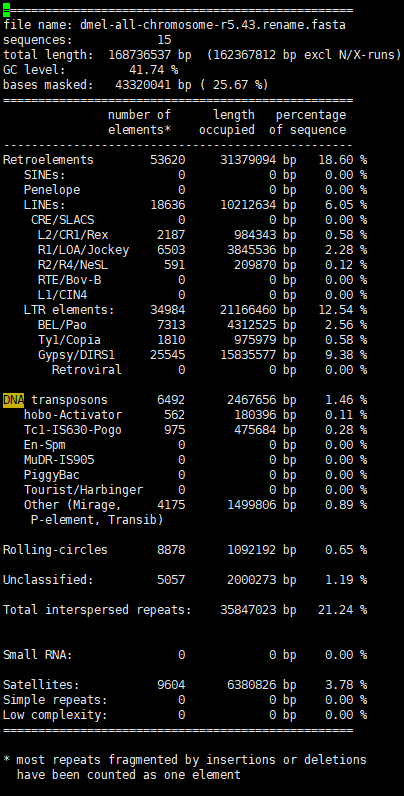 ==================================================
file name: dmel-all-chromosome-r5.43.rename.fasta
sequences:            15
total length:  168736537 bp  (162367812 bp excl N/X-runs)
GC level:         41.74 %
bases masked:   43320041 bp ( 25.67 %)
==================================================
               number of      length   percentage
               elements*    occupied  of sequence
--------------------------------------------------
Retroelements        53620     31379094 bp   18.60 %
   SINEs:                0            0 bp    0.00 %
   Penelope              0            0 bp    0.00 %
   LINEs:            18636     10212634 bp    6.05 %
    CRE/SLACS            0            0 bp    0.00 %
     L2/CR1/Rex       2187       984343 bp    0.58 %
     R1/LOA/Jockey    6503      3845536 bp    2.28 %
     R2/R4/NeSL        591       209870 bp    0.12 %
     RTE/Bov-B           0            0 bp    0.00 %
     L1/CIN4             0            0 bp    0.00 %
   LTR elements:     34984     21166460 bp   12.54 %
     BEL/Pao          7313      4312525 bp    2.56 %
     Ty1/Copia        1810       975979 bp    0.58 %
     Gypsy/DIRS1     25545     15835577 bp    9.38 %
       Retroviral        0            0 bp    0.00 %
DNA transposons       6492      2467656 bp    1.46 %
   hobo-Activator      562       180396 bp    0.11 %
   Tc1-IS630-Pogo      975       475684 bp    0.28 %
   En-Spm                0            0 bp    0.00 %
   MuDR-IS905            0            0 bp    0.00 %
   PiggyBac              0            0 bp    0.00 %
   Tourist/Harbinger     0            0 bp    0.00 %
   Other (Mirage,     4175      1499806 bp    0.89 %
    P-element, Transib)
Rolling-circles       8878      1092192 bp    0.65 %
Unclassified:         5057      2000273 bp    1.19 %
Total interspersed repeats:    35847023 bp   21.24 %
Small RNA:               0            0 bp    0.00 %
Satellites:           9604      6380826 bp    3.78 %
Simple repeats:          0            0 bp    0.00 %
Low complexity:          0            0 bp    0.00 %
==================================================
* most repeats fragmented by insertions or deletions
  have been counted as one element